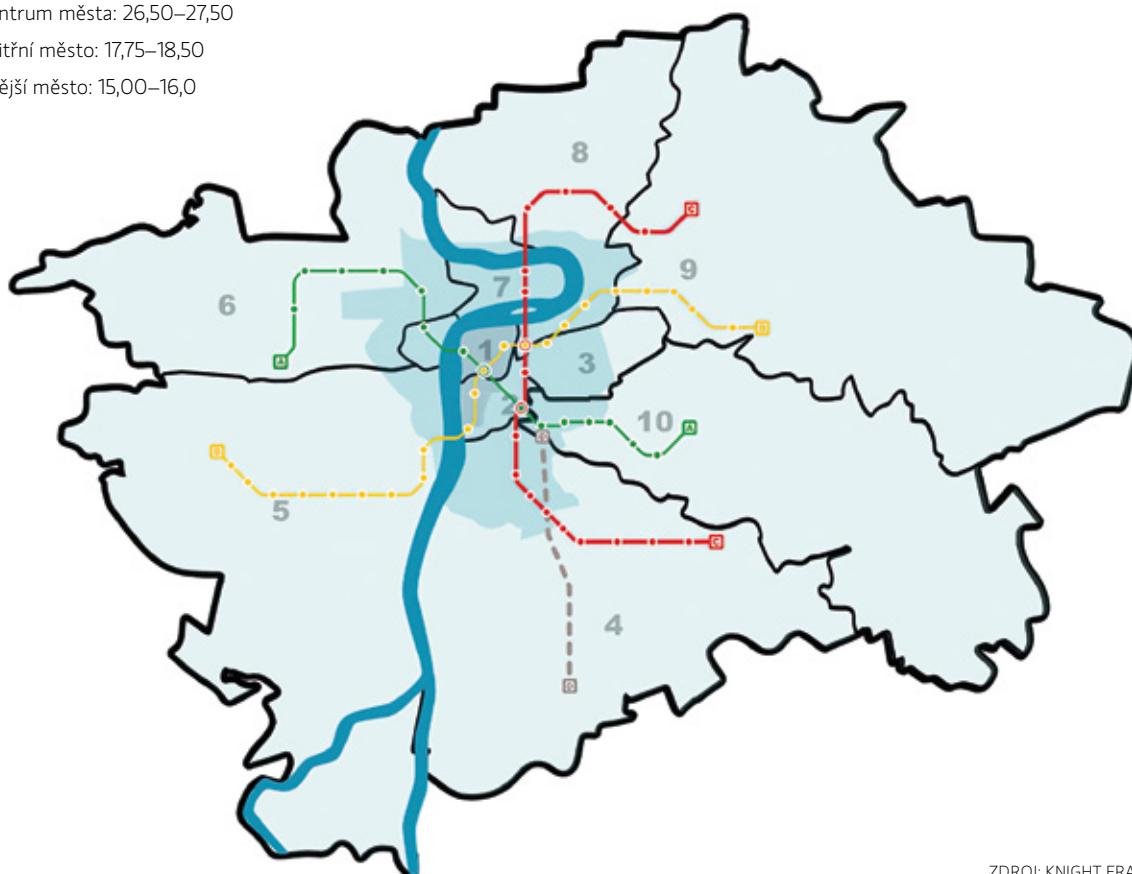 ntrum města: 26,50–27,50
itřní město: 17,75–18,50
ější město: 15,00–16,0
8
C
9
7
6
B
A
1
3
2
10
A
B
5
C
4
ZDROJ: KNIGHT FRA